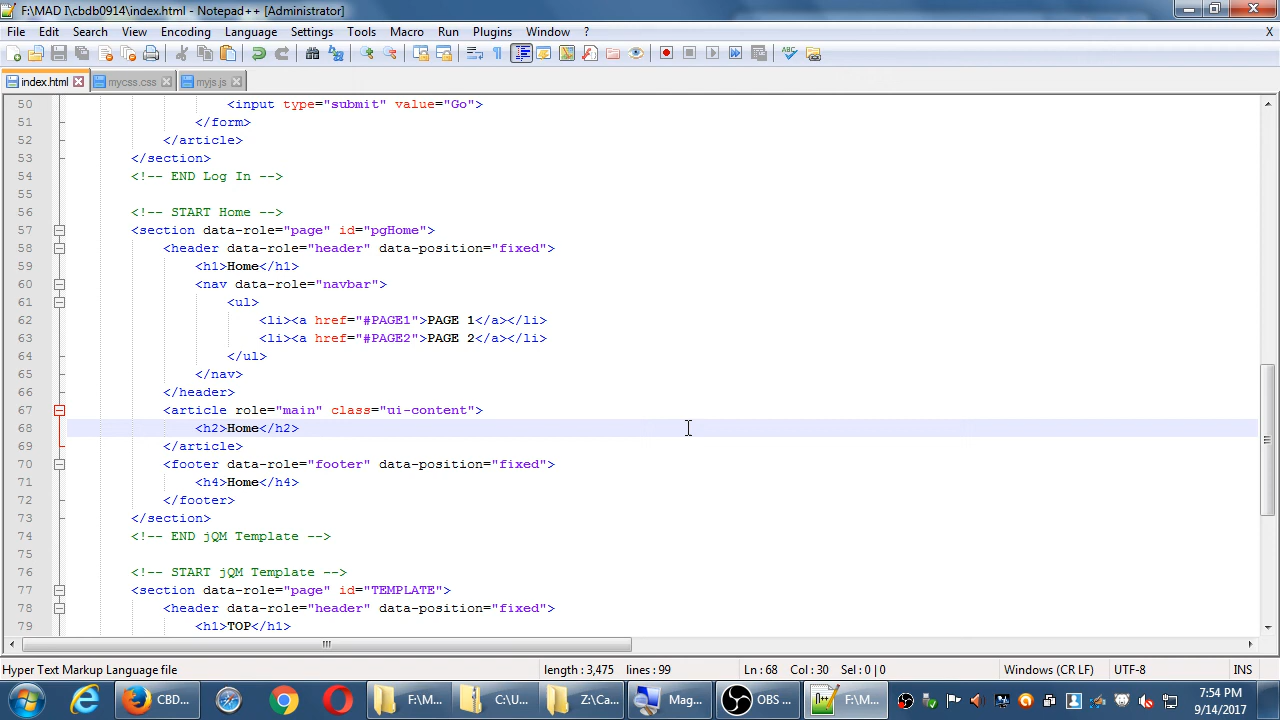 F:\MAD I\cbdb0914\index.html - Notepad++ [Administrator]
File Edit Search View Encoding Language Settings Tools Macro Run Plugins Window ? X
index.html mycss.css myjs.js
50 <input type="submit" value="Go">
51 </form>
52 </article>
53 </section>
54 <!-- END Log In -->
55
56 <!-- START Home -->
57 <section data-role="page" id="pgHome">
58 <header data-role="header" data-position="fixed">
59 <h1>Home</h1>
60 <nav data-role="navbar">
61 <ul>
62 <li><a href="#PAGE1">PAGE 1</a></li>
63 <li><a href="#PAGE2">PAGE 2</a></li>
64 </ul>
65 </nav>
66 </header>
67 <article role="main" class="ui-content">
68 <h2>Home</h2>
69 </article>
70 <footer data-role="footer" data-position="fixed">
71 <h4>Home</h4>
72 </footer>
73 </section>
74 <!-- END jQM Template -->
75
76 <!-- START jQM Template -->
77 <section data-role="page" id="TEMPLATE">
78 <header data-role="header" data-position="fixed">
79 <h1>TOP</h1>
Hyper Text Markup Language file length : 3,475 lines : 99 Ln : 68 Col : 30 Sel : 0 | 0 Windows (CR LF) UTF-8 INS
CBD... F:\M... C:\U... Z:\Ca... Mag... OBS ... F:\M... 7:54 PM
9/14/2017